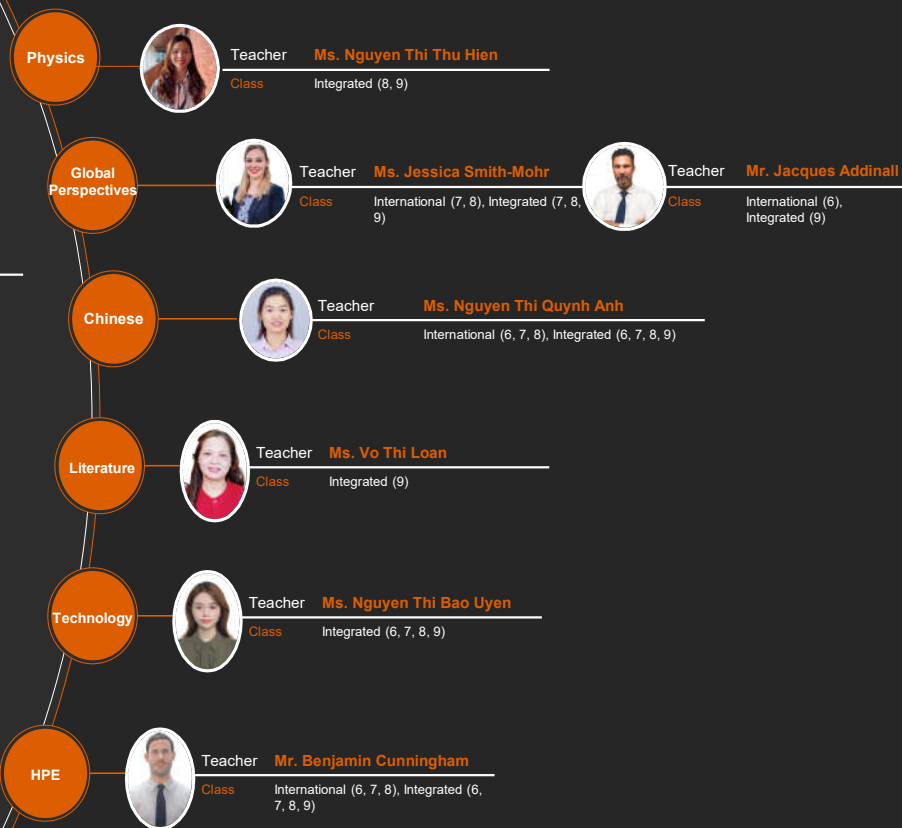 Physics
Teacher Ms. Nguyen Thi Thu Hien
Class Integrated (8, 9)
Global
Perspectives
Teacher Ms. Jessica Smith-Mohr
Class International (7, 8), Integrated (7, 8,
9)
Teacher Mr. Jacques Addinall
Class International (6),
Integrated (9)
Chinese
Teacher Ms. Nguyen Thi Quynh Anh
Class International (6, 7, 8), Integrated (6, 7, 8, 9)
Literature
Teacher Ms. Vo Thi Loan
Class Integrated (9)
Technology
Teacher Ms. Nguyen Thi Bao Uyen
Class Integrated (6, 7, 8, 9)
HPE
Teacher Mr. Benjamin Cunningham
Class International (6, 7, 8), Integrated (6,
7, 8, 9)